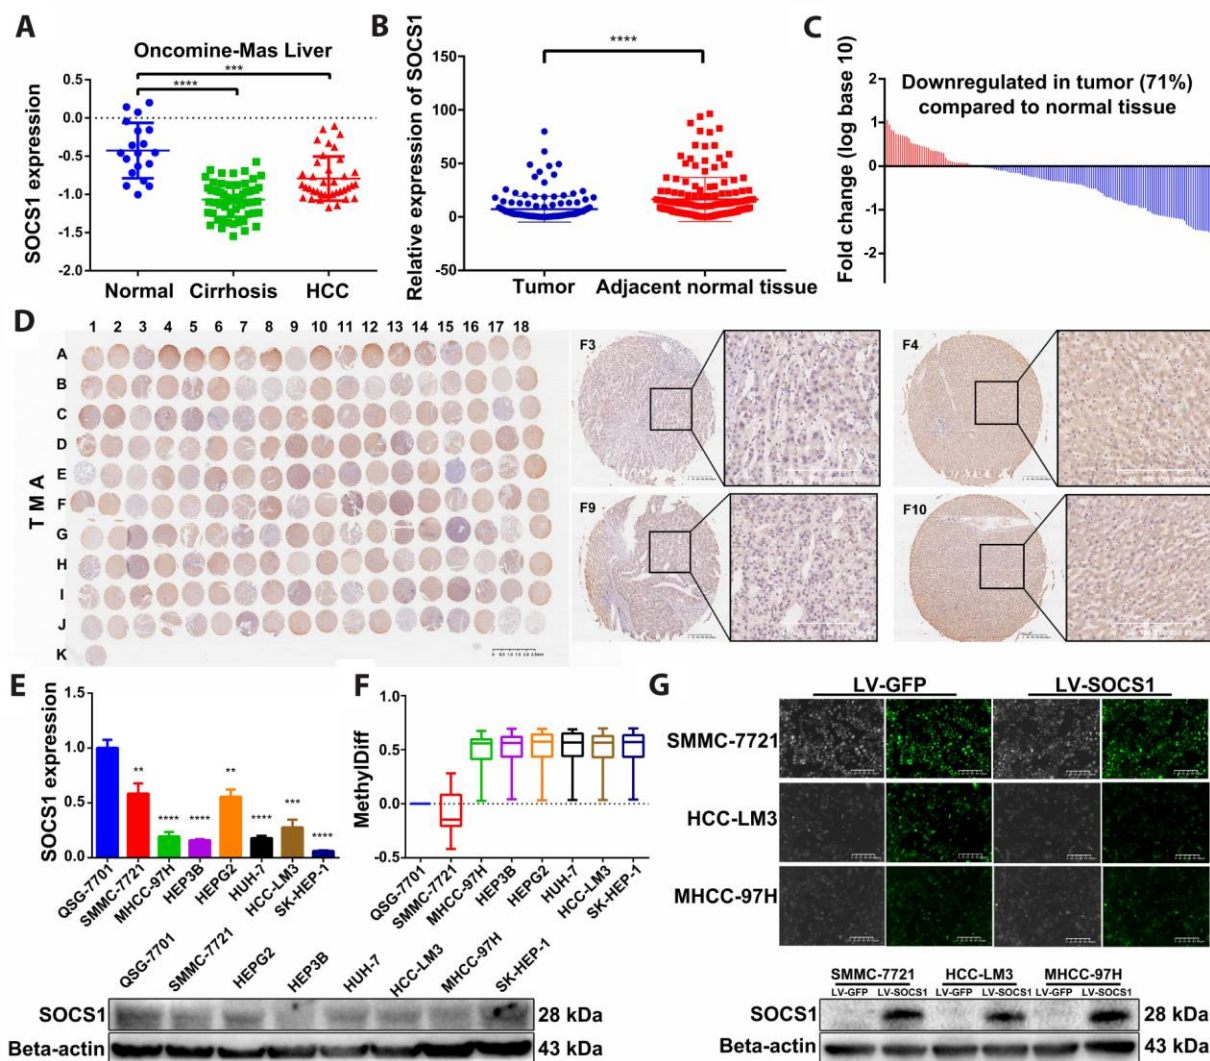 A
Oncomine-Mas Liver
***
****
SOCS1 expression
0.5
0.0
-0.5
-1.0
-1.5
-2.0
Normal
Cirrhosis
HCC
B
****
Relative expression of SOCS1
150
100
50
0
-50
Tumor
Adjacent normal tissue
C
Downregulated in tumor (71%)
compared to normal tissue
Fold change (log base 10)
2
1
0
-1
-2
D
1 2 3 4 5 6 7 8 9 10 11 12 13 14 15 16 17 18
A
B
C
D
E
F
G
H
I
J
K
TMA
F3
F4
F9
F10
E
SOCS1 expression
1.5
1.0
0.5
0.0
**
****
****
**
****
***
****
QSG-7701
SMMC-7721
MHCC-97H
HEP3B
HEPG2
HUH-7
HCC-LM3
SK-HEP-1
F
MethylDiff
1.0
0.5
0.0
-0.5
QSG-7701
SMMC-7721
MHCC-97H
HEP3B
HEPG2
HUH-7
HCC-LM3
SK-HEP-1
QSG-7701
SMMC-7721
HEPG2
HEP3B
HUH-7
HCC-LM3
MHCC-97H
SK-HEP-1
SOCS1
28 kDa
Beta-actin
43 kDa
G
LV-GFP
LV-SOCS1
SMMC-7721
HCC-LM3
MHCC-97H
SMMC-7721 HCC-LM3 MHCC-97H
LV-GFP LV-SOCS1 LV-GFP LV-SOCS1 LV-GFP LV-SOCS1
SOCS1
28 kDa
Beta-actin
43 kDa